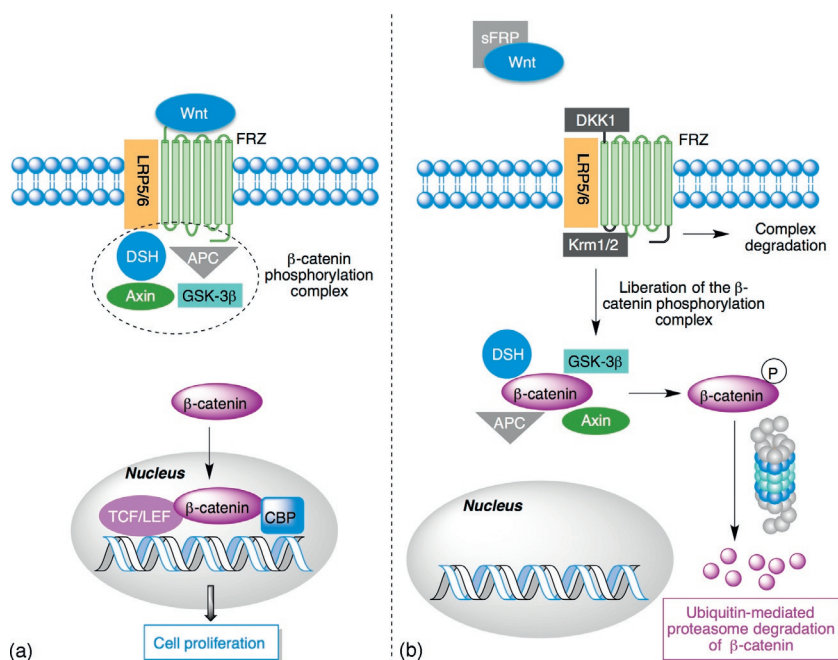 Wnt
FRZ
LRP5/6
DSH
APC
Axin
GSK-3β
β-catenin
phosphorylation
complex
β-catenin
Nucleus
TCF/LEF
β-catenin
CBP
Cell proliferation
(a)
sFRP
Wnt
DKK1
FRZ
LRP5/6
Krm1/2
Complex
degradation
Liberation of the β-
catenin phosphorylation
complex
DSH
GSK-3β
β-catenin
APC
Axin
P
β-catenin
Nucleus
Ubiquitin-mediated
proteasome degradation
of β-catenin
(b)